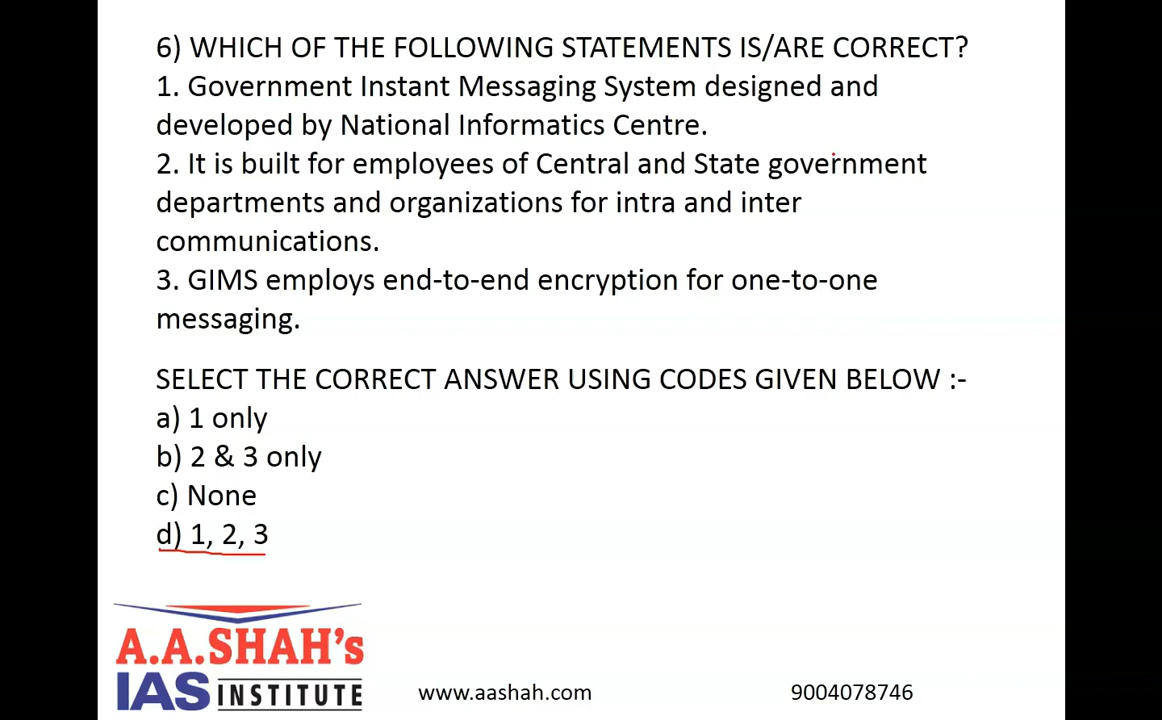 6) WHICH OF THE FOLLOWING STATEMENTS IS/ARE CORRECT?
1. Government Instant Messaging System designed and
developed by National Informatics Centre.
2. It is built for employees of Central and State government
departments and organizations for intra and inter
communications.
3. GIMS employs end-to-end encryption for one-to-one
messaging.
SELECT THE CORRECT ANSWER USING CODES GIVEN BELOW :-
a) 1 only
b) 2 & 3 only
c) None
d) 1, 2, 3
A.A.SHAH's
IAS INSTITUTE
www.aashah.com
9004078746